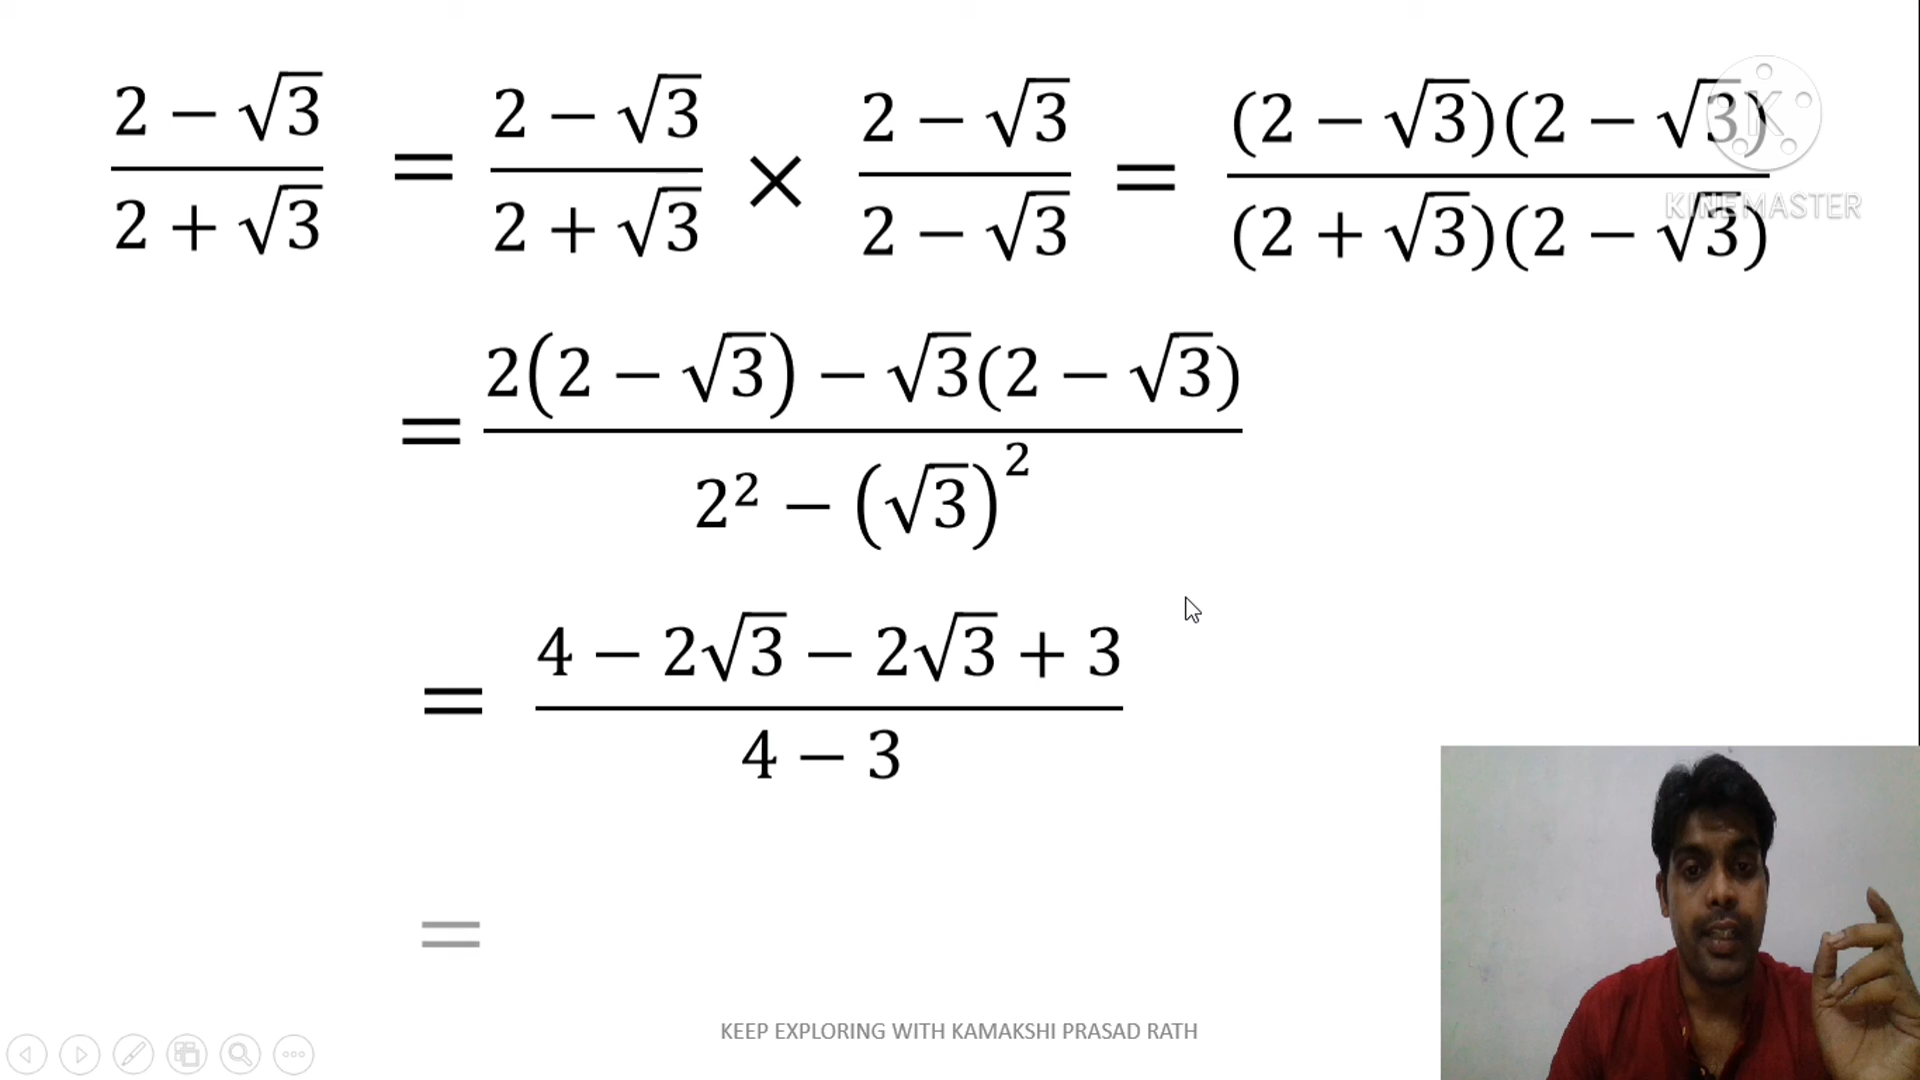 (2 − √3)/(2 + √3) = (2 − √3)/(2 + √3) × (2 − √3)/(2 − √3) = (2 − √3)(2 − √3)/(2 + √3)(2 − √3)
K
KINEMASTER
= (2(2 − √3) − √3(2 − √3))/(2² − (√3)²)
= (4 − 2√3 − 2√3 + 3)/(4 − 3)
=
KEEP EXPLORING WITH KAMAKSHI PRASAD RATH